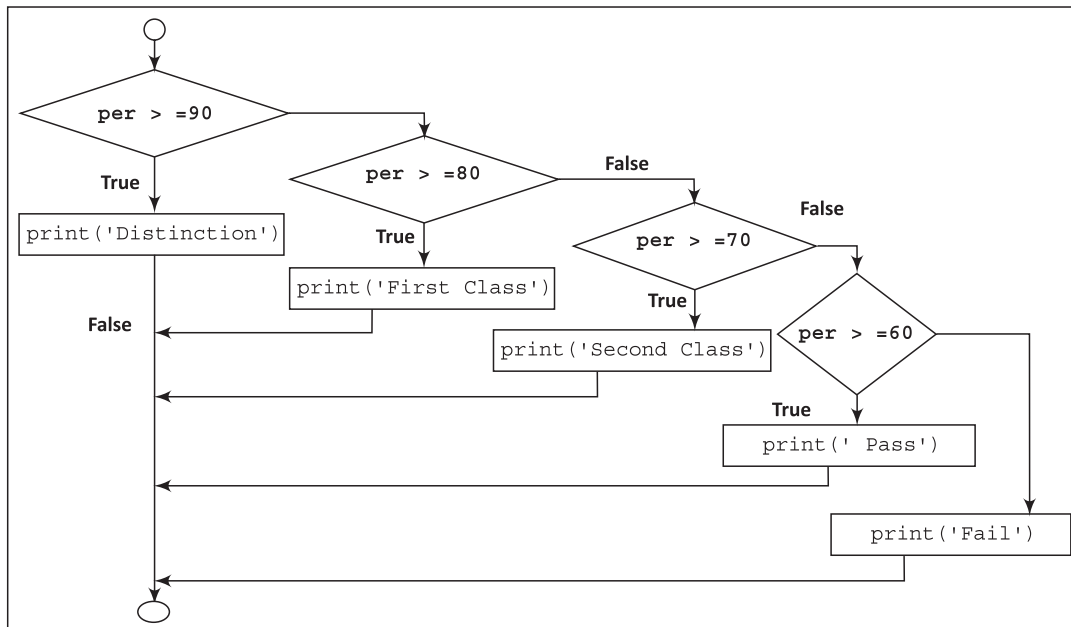 per > =90
True
print('Distinction')
per > =80
False
True
print('First Class')
False
per > =70
False
True
print('Second Class')
per > =60
True
print(' Pass')
print('Fail')